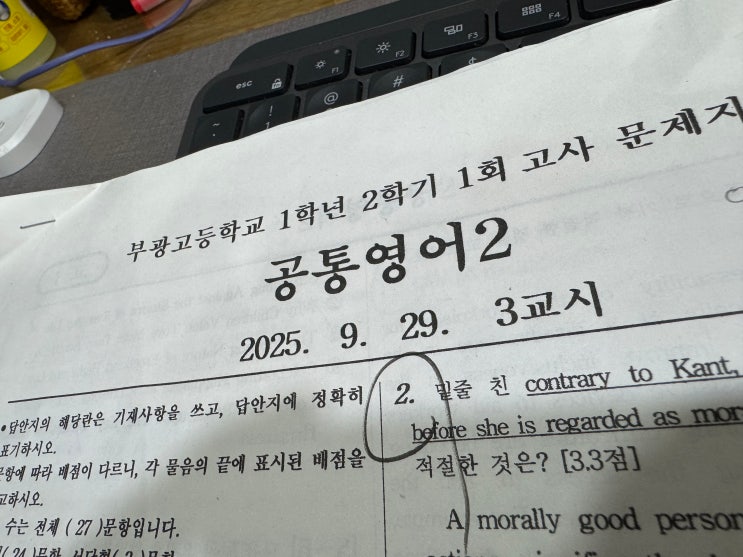 esc
F1
F2
F3
F4
~
!
1
@
#
부광고등학교 1학년 2학기 1회 고사 문제지
공통영어2
2025. 9. 29. 3교시
•답안지의 해당란은 기재사항을 쓰고, 답안지에 정확히
표기하시오.
문항에 따라 배점이 다르니, 각 물음의 끝에 표시된 배점을
고하시오.
수는 전체 ( 27 )문항입니다.
2. 밑줄 친 contrary to Kant,
before she is regarded as mor
적절한 것은? [3.3점]
A morally good person